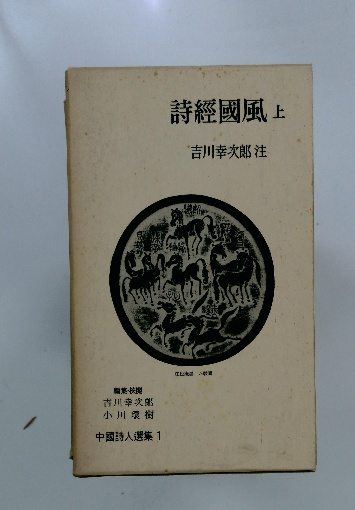 詩經國風 上
吉川幸次郎 注
編集・校閲
吉川幸次郎
小川環樹
中國詩人選集 1